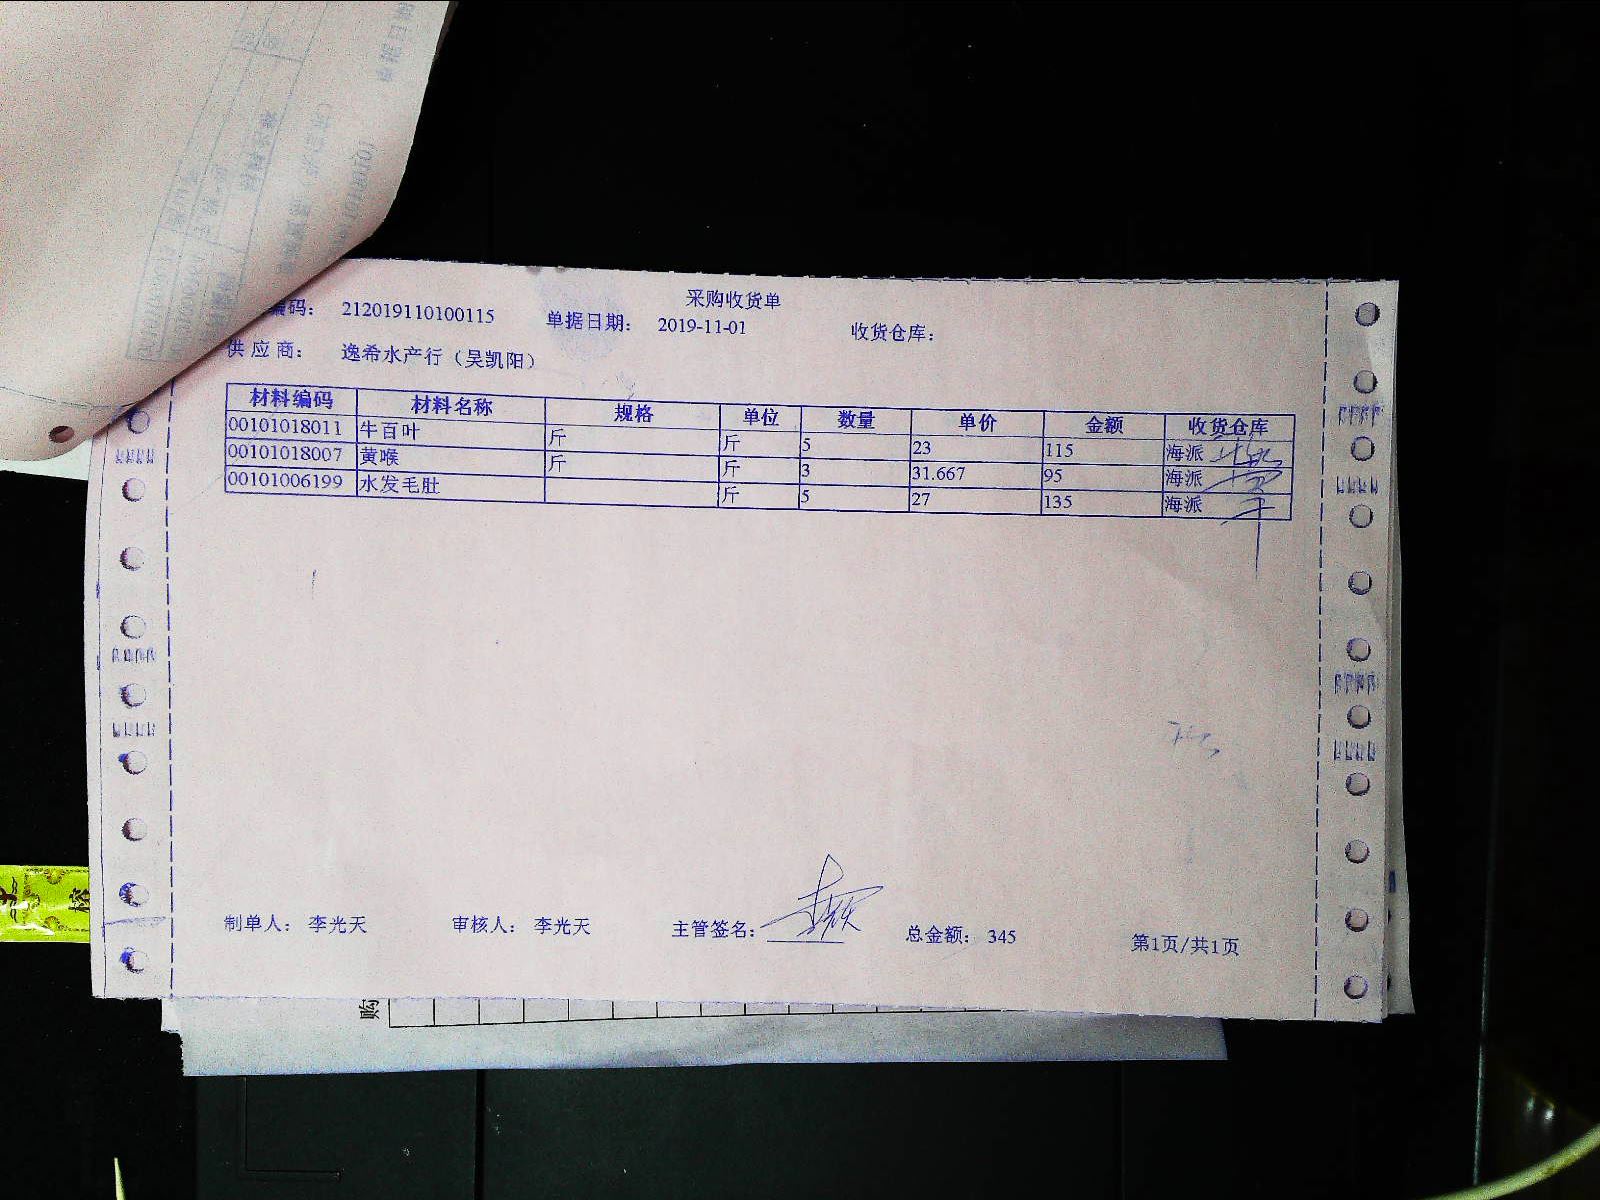 采购收货单
编码: 212019110100115 单据日期: 2019-11-01 收货仓库:
供应商: 逸希水产行（吴凯阳）
材料编码 材料名称 规格 单位 数量 单价 金额 收货仓库
00101018011 牛百叶 斤 斤 5 23 115 海派
00101018007 黄喉 斤 斤 3 31.667 95 海派
00101006199 水发毛肚 斤 5 27 135 海派
制单人: 李光天 审核人: 李光天 主管签名: 总金额: 345 第1页/共1页
购